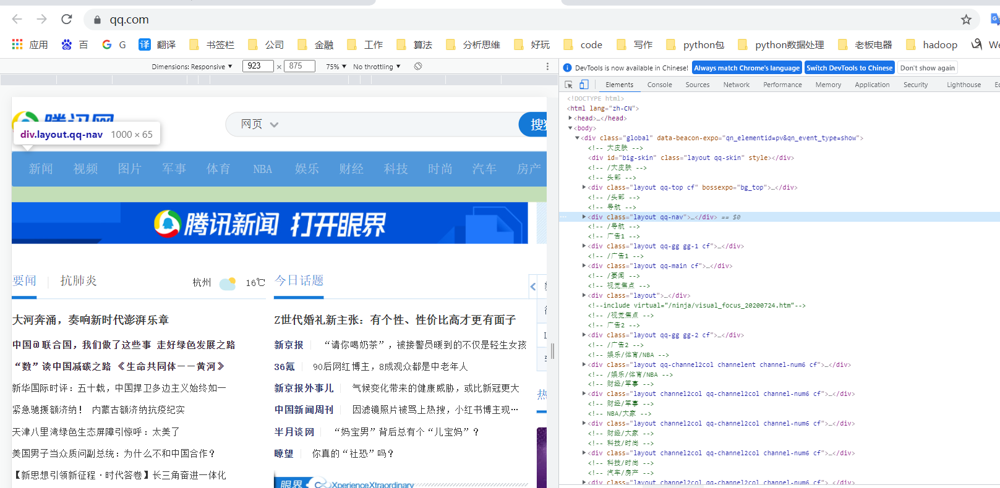 qq.com
应用 百 G 译 翻译 书签栏 公司 金融 工作 算法 分析思维 好玩 code 写作 python包 python数据处理 老板电器 hadoop We
Dimensions: Responsive ▼ 923 × 875 75% ▼ No throttling ▼
DevTools is now available in Chinese! Always match Chrome's language Switch DevTools to Chinese Don't show again
Elements Console Sources Network Performance Memory Application Security Lighthouse
腾讯网
网页
div.layout.qq-nav 1000 × 65
新闻 视频 图片 军事 体育 NBA 娱乐 财经 科技 时尚 汽车 房产
腾讯新闻 打开眼界
要闻 抗肺炎 杭州 16℃
大河奔涌，奏响新时代澎湃乐章
中国@联合国，我们做了这些事 走好绿色发展之路
“数”读中国减碳之路 《生命共同体——黄河》
新华国际时评：五十载，中国捍卫多边主义始终如一
紧急驰援额济纳！ 内蒙古额济纳抗疫纪实
天津八里湾绿色生态屏障引惊呼：太美了
美国男子当众质问副总统：为什么不和中国合作？
【新思想引领新征程·时代答卷】长三角奋进一体化
今日话题
Z世代婚礼新主张：有个性、性价比高才更有面子
新京报 “请你喝奶茶”，被接警员暖到的不仅是轻生女孩
36氪 90后网红博主，8成观众都是中老年人
新京报外事儿 气候变化带来的健康威胁，或比新冠更大
中国新闻周刊 因滤镜照片被骂上热搜，小红书博主现…
半月谈网 “妈宝男”背后总有个“儿宝妈”？
瞭望 你真的“社恐”吗？
眼界 XperienceXtraordinary
热
<!DOCTYPE html>
<html lang="zh-CN">
<head>…</head>
<body>
<div class="global" data-beacon-expo="qn_elementid=pv&qn_event_type=show">
<!-- 大皮肤 -->
<div id="big-skin" class="layout qq-skin" style></div>
<!-- /大皮肤 -->
<!-- 头部 -->
<div class="layout qq-top cf" bossexpo="bg_top">…</div>
<!-- /头部 -->
<!-- 导航 -->
<div class="layout qq-nav">…</div> == $0
<!-- /导航 -->
<!-- 广告1 -->
<div class="layout qq-gg gg-1 cf">…</div>
<!-- /广告1 -->
<div class="layout qq-main cf">…</div>
<!-- /要闻 -->
<!-- 视觉焦点 -->
<div class="layout">…</div>
<!--include virtual="/ninja/visual_focus_20200724.htm"-->
<!-- /视觉焦点 -->
<!-- 广告2 -->
<div class="layout qq-gg gg-2 cf">…</div>
<!-- /广告2 -->
<!-- 娱乐/体育/NBA -->
<div class="layout qq-channel2col channelent channel-num6 cf">…</div>
<!-- /娱乐/体育/NBA -->
<!-- 财经/军事 -->
<div class="layout channel2col qq-channel2col channel-num6 cf">…</div>
<!-- 财经/军事 -->
<!-- NBA/大家 -->
<div class="layout channel2col qq-channel2col channel-num6 cf">…</div>
<!-- 财经/大家 -->
<!-- 科技/时尚 -->
<div class="layout channel2col qq-channel2col channel-num6 cf">…</div>
<!-- 科技/时尚 -->
<!-- 汽车/房产 -->
<div class="layout channel2col qq-channel2col channel-num6 cf">…</div>